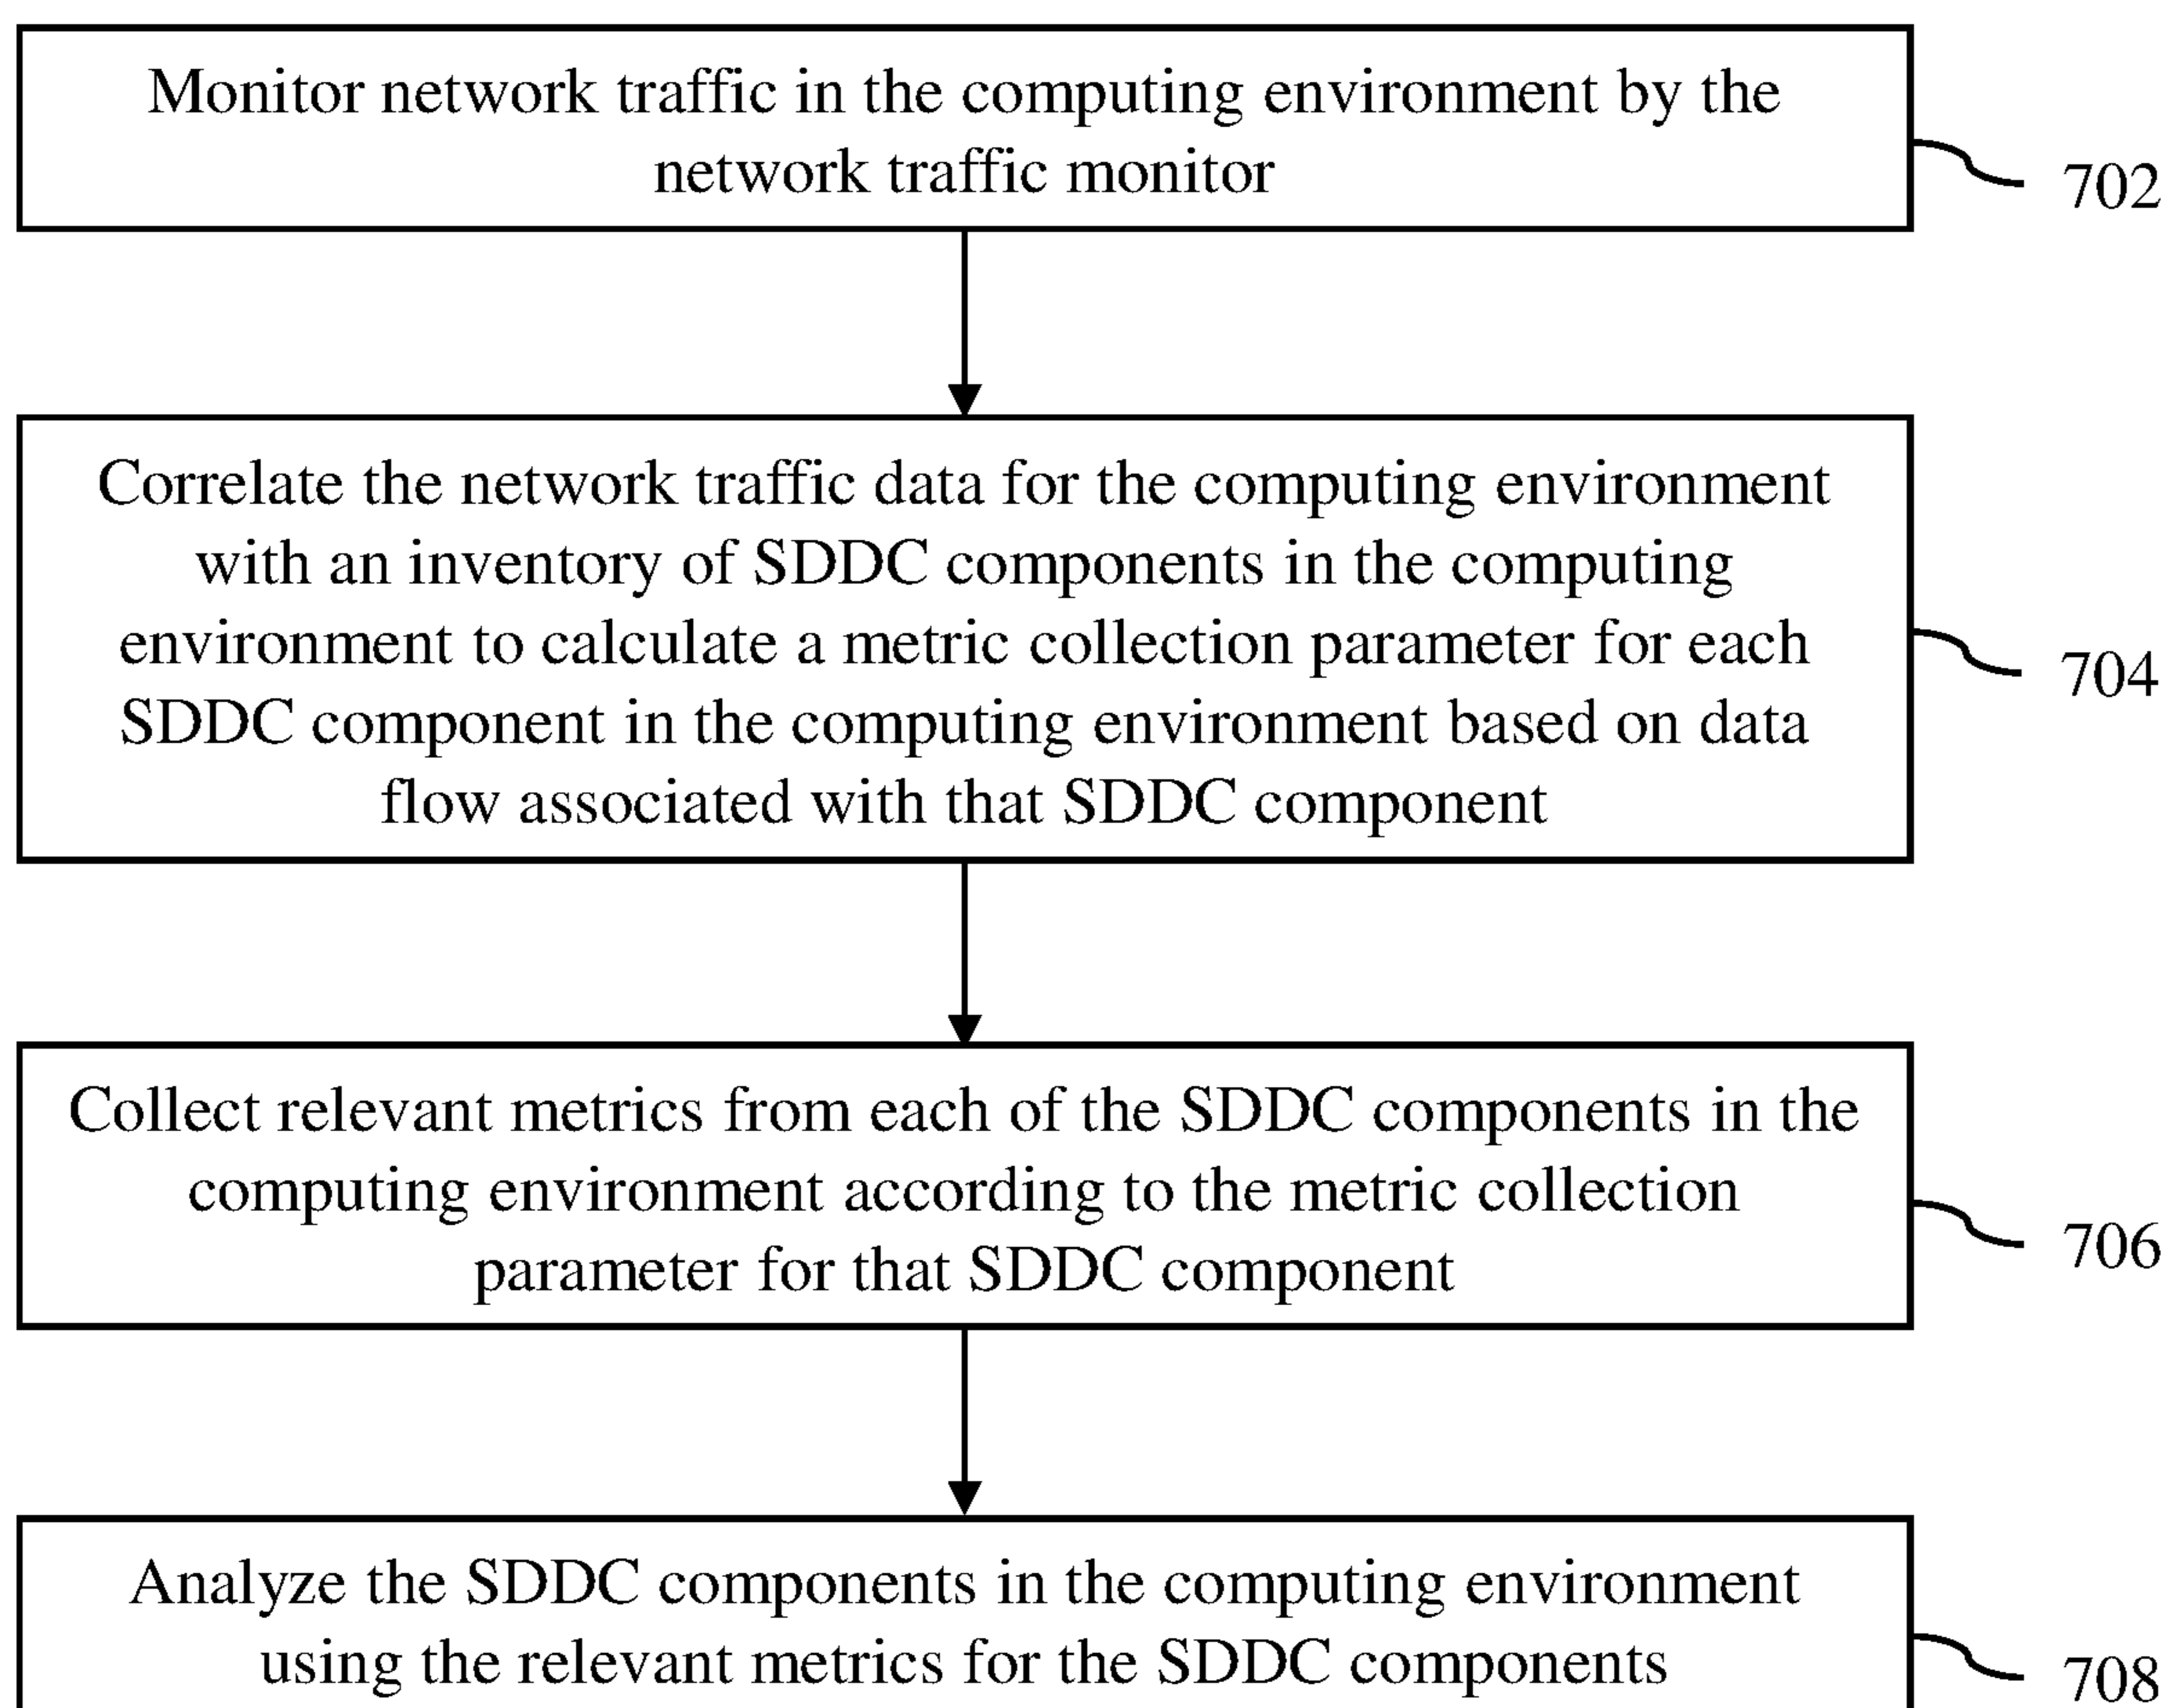 Monitor network traffic in the computing environment by the
network traffic monitor
702
Correlate the network traffic data for the computing environment
with an inventory of SDDC components in the computing
environment to calculate a metric collection parameter for each
SDDC component in the computing environment based on data
flow associated with that SDDC component
704
Collect relevant metrics from each of the SDDC components in the
computing environment according to the metric collection
parameter for that SDDC component
706
Analyze the SDDC components in the computing environment
using the relevant metrics for the SDDC components
708